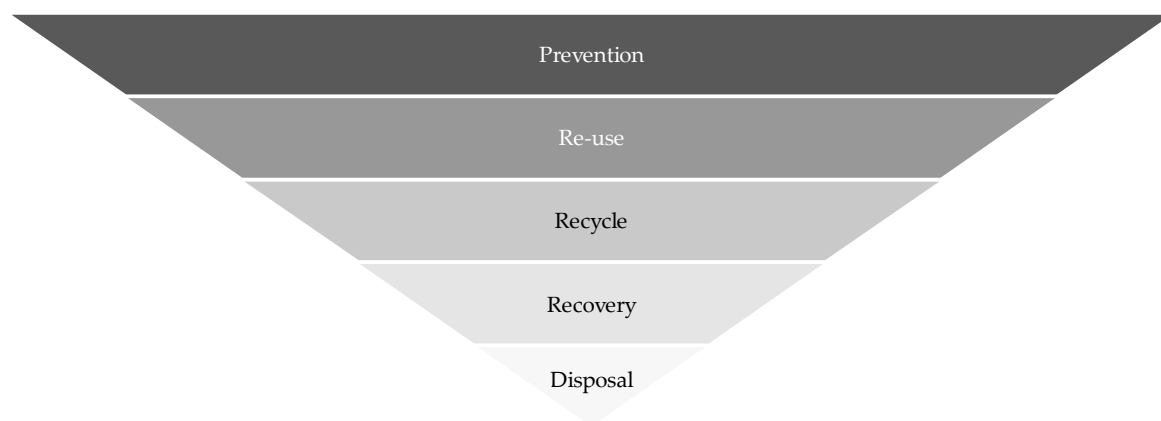 Prevention
Re-use
Recycle
Recovery
Disposal